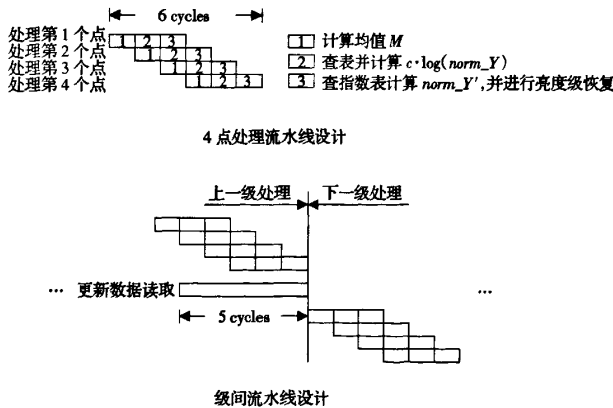 6 cycles
处理第1个点
处理第2个点
处理第3个点
处理第4个点
1 2 3
1 2 3
1 2 3
1 2 3
1 计算均值 M
2 查表并计算 c·log(norm_Y)
3 查指数表计算 norm_Y′,并进行亮度级恢复
4点处理流水线设计
上一级处理 下一级处理
… 更新数据读取 …
5 cycles
级间流水线设计